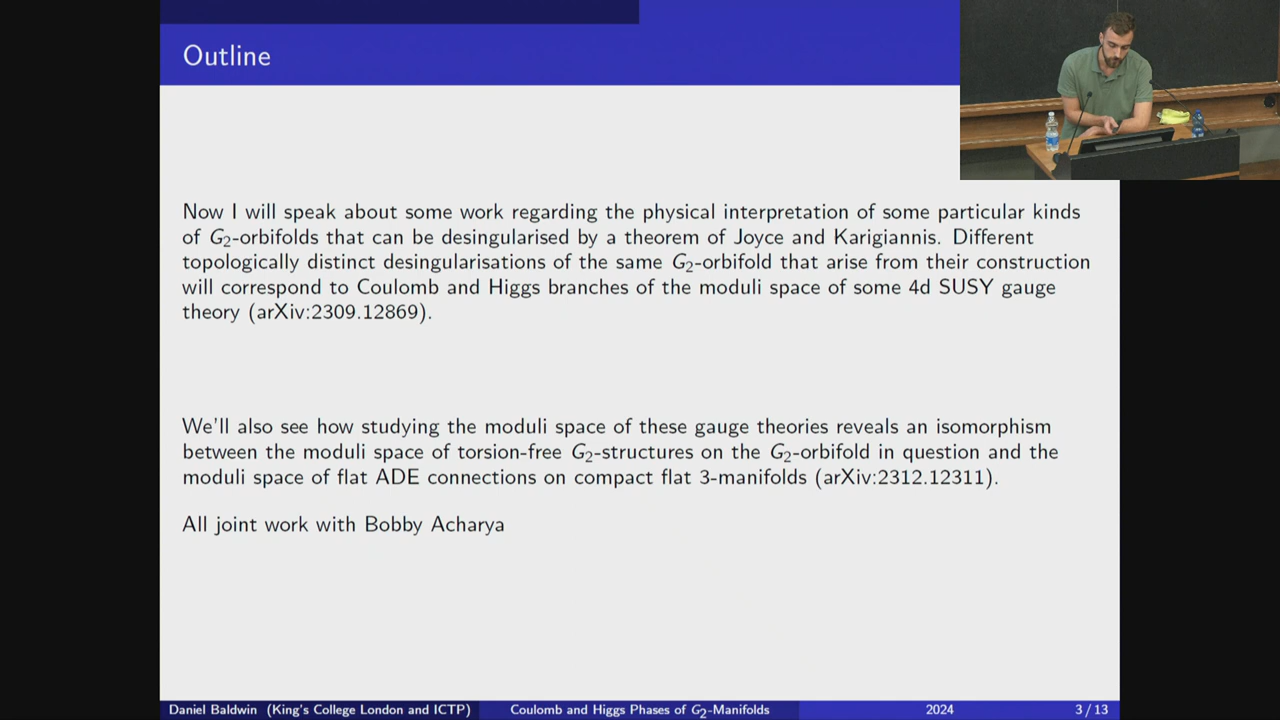 Outline
Now I will speak about some work regarding the physical interpretation of some particular kinds
of G₂-orbifolds that can be desingularised by a theorem of Joyce and Karigiannis. Different
topologically distinct desingularisations of the same G₂-orbifold that arise from their construction
will correspond to Coulomb and Higgs branches of the moduli space of some 4d SUSY gauge
theory (arXiv:2309.12869).
We'll also see how studying the moduli space of these gauge theories reveals an isomorphism
between the moduli space of torsion-free G₂-structures on the G₂-orbifold in question and the
moduli space of flat ADE connections on compact flat 3-manifolds (arXiv:2312.12311).
All joint work with Bobby Acharya
Daniel Baldwin (King's College London and ICTP) Coulomb and Higgs Phases of G₂-Manifolds 2024 3 / 13